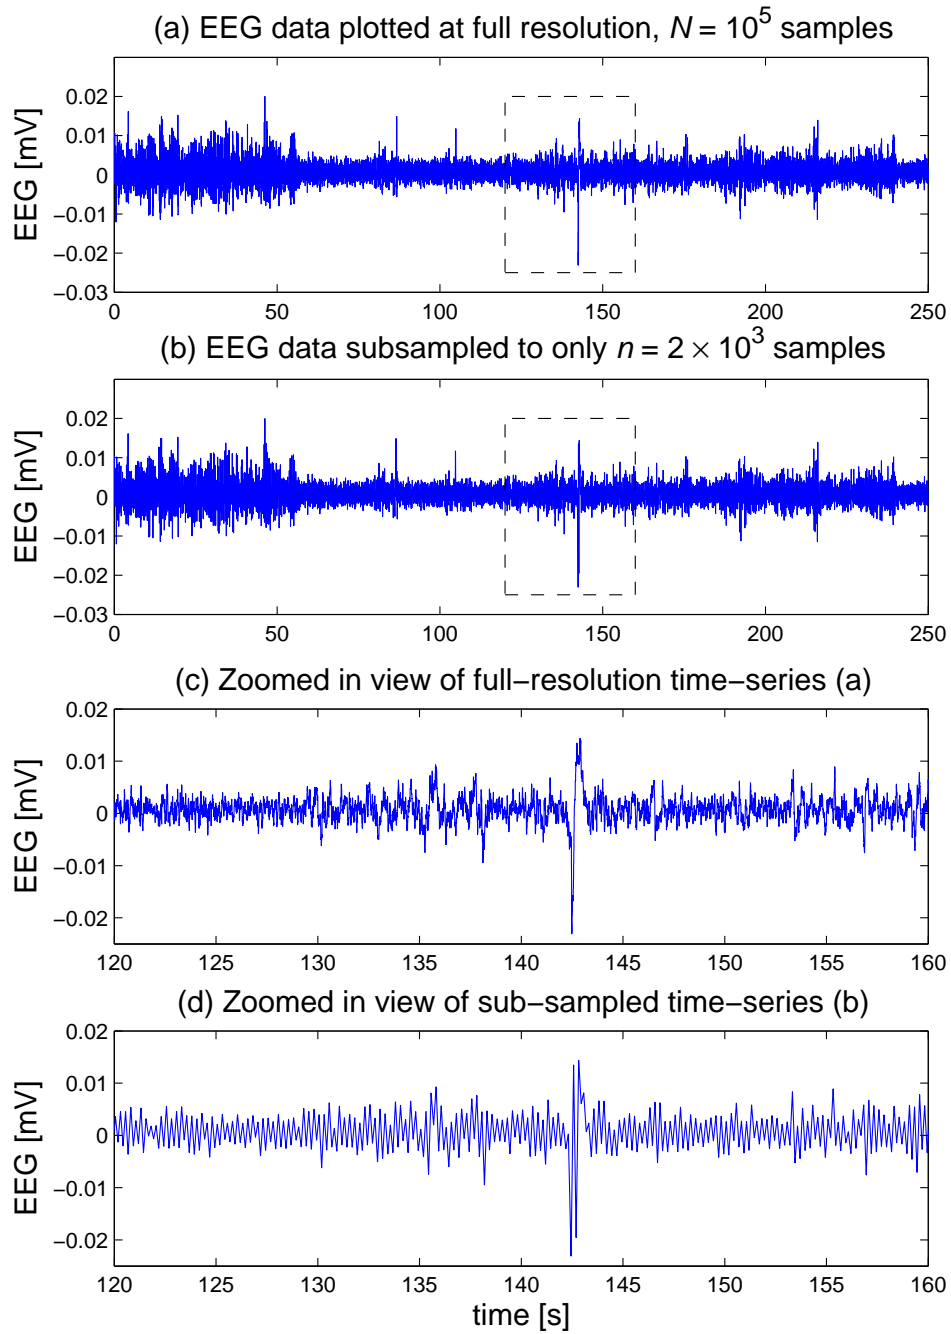 (a) EEG data plotted at full resolution, N = 10^5 samples
EEG [mV]
0.02
0.01
0
−0.01
−0.02
−0.03
0 50 100 150 200 250
(b) EEG data subsampled to only n = 2 × 10^3 samples
EEG [mV]
0.02
0.01
0
−0.01
−0.02
−0.03
0 50 100 150 200 250
(c) Zoomed in view of full−resolution time−series (a)
EEG [mV]
0.02
0.01
0
−0.01
−0.02
120 125 130 135 140 145 150 155 160
(d) Zoomed in view of sub−sampled time−series (b)
EEG [mV]
0.02
0.01
0
−0.01
−0.02
120 125 130 135 140 145 150 155 160
time [s]